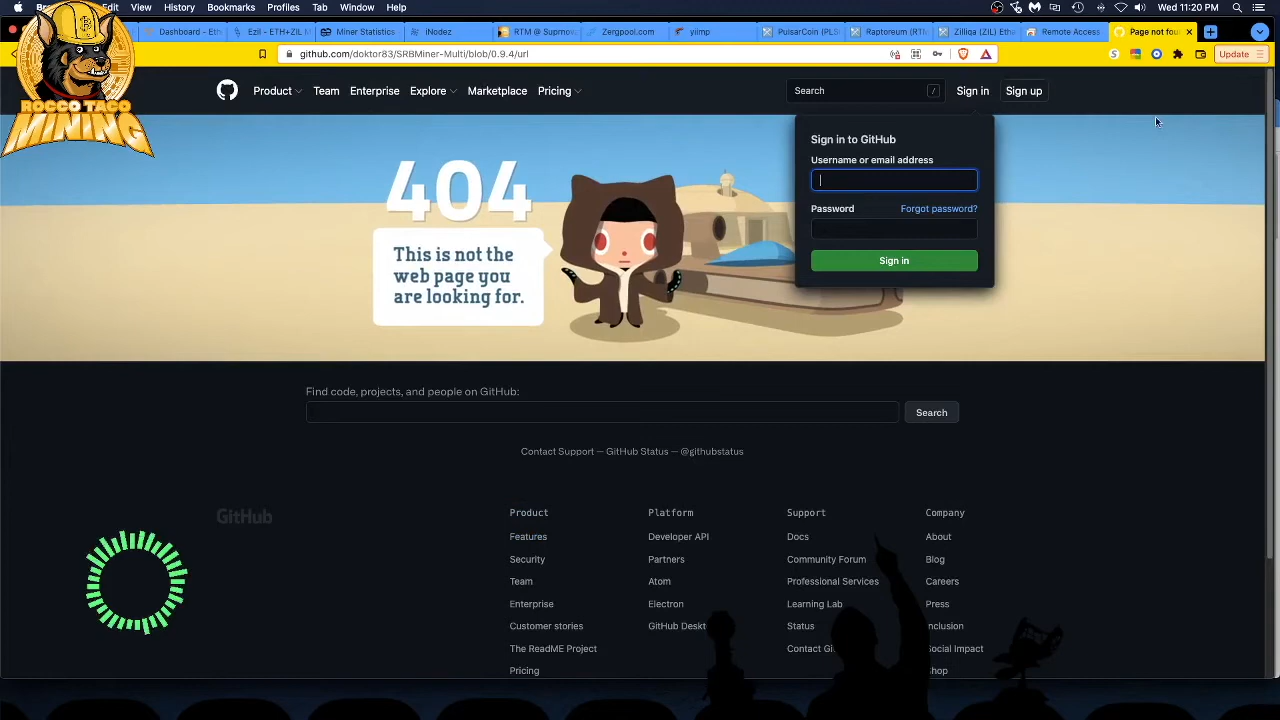 View History Bookmarks Profiles Tab Window Help Wed 11:20 PM
Dashboard - Eth Ezil - ETH+ZIL M Miner Statistics iNodez RTM @ Suprnova Zergpool.com yiimp PulsarCoin (PLS Raptoreum (RTM Zilliqa (ZIL) Eth Remote Access Page not fou
github.com/doktor83/SRBMiner-Multi/blob/0.9.4/url Update
ROCCO TACO
MINING
Product Team Enterprise Explore Marketplace Pricing Search / Sign in Sign up
404
This is not the
web page you
are looking for.
Sign in to GitHub
Username or email address
Password Forgot password?
Sign in
Find code, projects, and people on GitHub:
Search
Contact Support — GitHub Status — @githubstatus
GitHub
Product
Features
Security
Team
Enterprise
Customer stories
The ReadME Project
Pricing
Platform
Developer API
Partners
Atom
Electron
GitHub Deskt
Support
Docs
Community Forum
Professional Services
Learning Lab
Status
Contact Gi
Company
About
Blog
Careers
Press
Inclusion
Social Impact
Shop